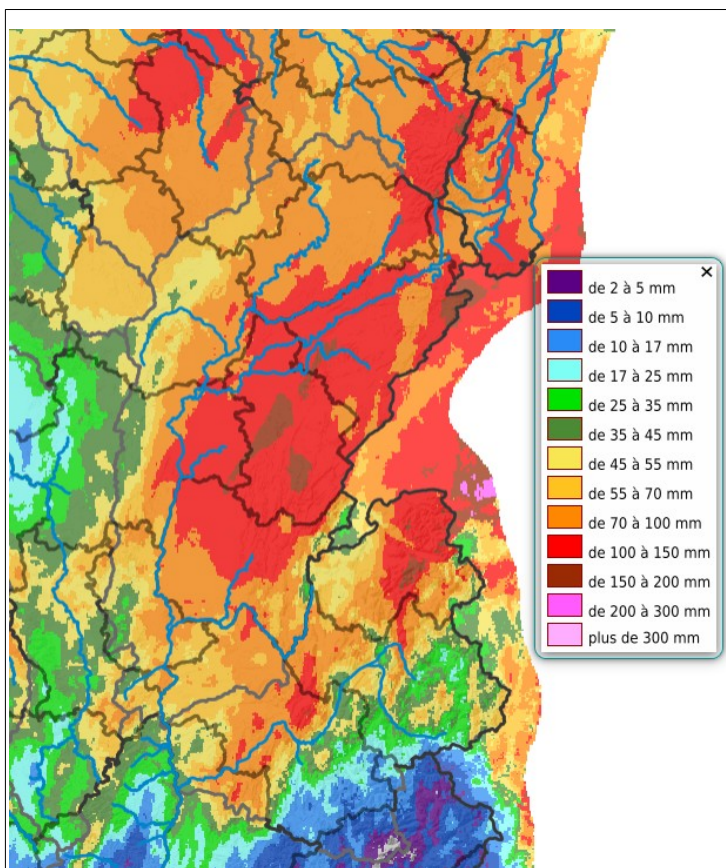 ×
de 2 à 5 mm
de 5 à 10 mm
de 10 à 17 mm
de 17 à 25 mm
de 25 à 35 mm
de 35 à 45 mm
de 45 à 55 mm
de 55 à 70 mm
de 70 à 100 mm
de 100 à 150 mm
de 150 à 200 mm
de 200 à 300 mm
plus de 300 mm